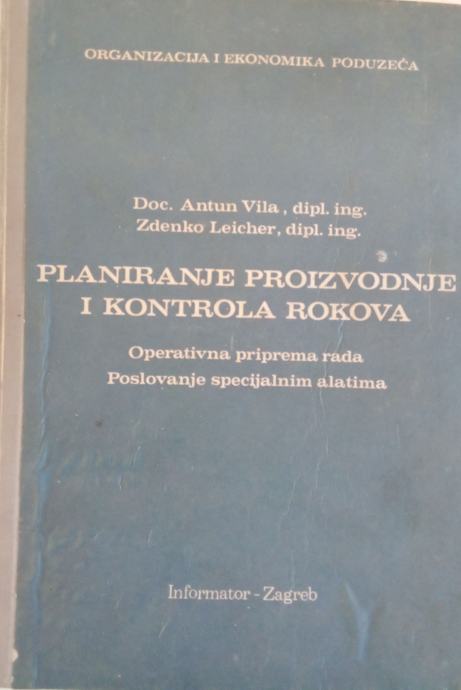 ORGANIZACIJA I EKONOMIKA PODUZEĆA
Doc. Antun Vila, dipl. ing.
Zdenko Leicher, dipl. ing.
PLANIRANJE PROIZVODNJE
I KONTROLA ROKOVA
Operativna priprema rada
Poslovanje specijalnim alatima
Informator - Zagreb